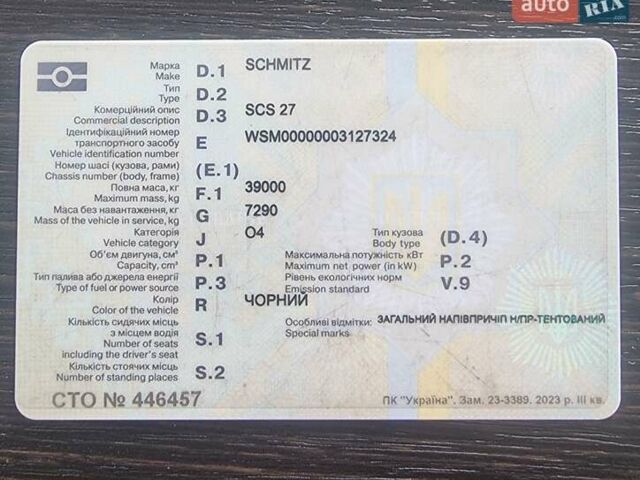 auto RIA
Марка
Make D.1 SCHMITZ
Тип
Type D.2
Комерційний опис
Commercial description D.3 SCS 27
Ідентифікаційний номер
транспортного засобу
Vehicle identification number E WSM00000003127324
Номер шасі (кузова, рами)
Chassis number (body, frame) (E.1)
Повна маса, кг
Maximum mass, kg F.1 39000
Маса без навантаження, кг
Mass of the vehicle in service, kg G 7290
Категорія
Vehicle category J O4
Тип кузова
Body type (D.4)
Об'єм двигуна, см³
Capacity, cm³ P.1
Максимальна потужність кВт
Maximum net power (in kW) P.2
Тип палива або джерела енергії
Type of fuel or power source P.3
Рівень екологічних норм
Emission standard V.9
Колір
Color of the vehicle R ЧОРНИЙ
Кількість сидячих місць
з місцем водія
Number of seats
including the driver's seat S.1
Особливі відмітки:
Special marks ЗАГАЛЬНИЙ НАПІВПРИЧІП Н/ПР-ТЕНТОВАНИЙ
Кількість стоячих місць
Number of standing places S.2
СТО № 446457
ПК "Україна". Зам. 23-3389. 2023 р. III кв.